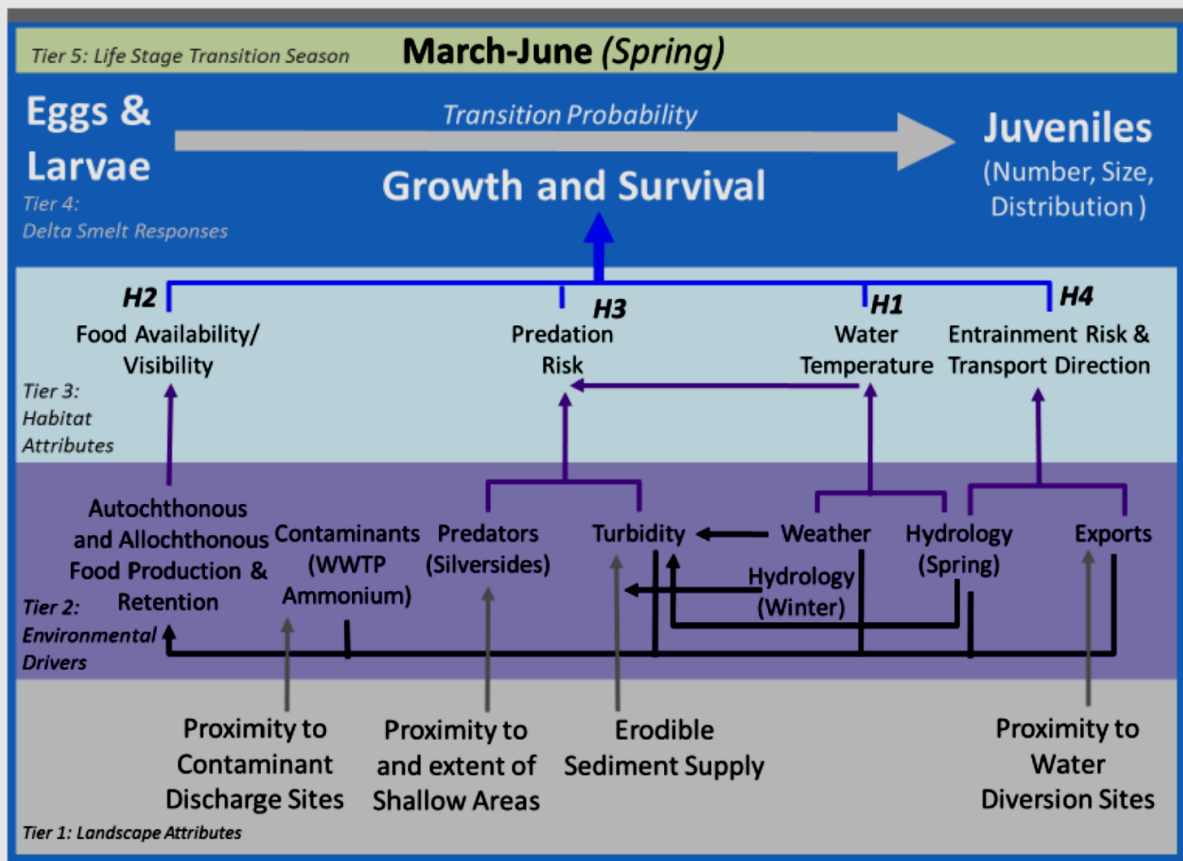 Tier 5: Life Stage Transition Season
March-June (Spring)
Eggs &
Larvae
Transition Probability
Growth and Survival
Juveniles
(Number, Size,
Distribution )
Tier 4:
Delta Smelt Responses
H2
Food Availability/
Visibility
H3
Predation
Risk
H1
Water
Temperature
H4
Entrainment Risk &
Transport Direction
Tier 3:
Habitat
Attributes
Autochthonous
and Allochthonous
Food Production &
Retention
Contaminants
(WWTP
Ammonium)
Predators
(Silversides)
Turbidity
Weather
Hydrology
(Winter)
Hydrology
(Spring)
Exports
Tier 2:
Environmental
Drivers
Proximity to
Contaminant
Discharge Sites
Proximity to
and extent of
Shallow Areas
Erodible
Sediment Supply
Proximity to
Water
Diversion Sites
Tier 1: Landscape Attributes